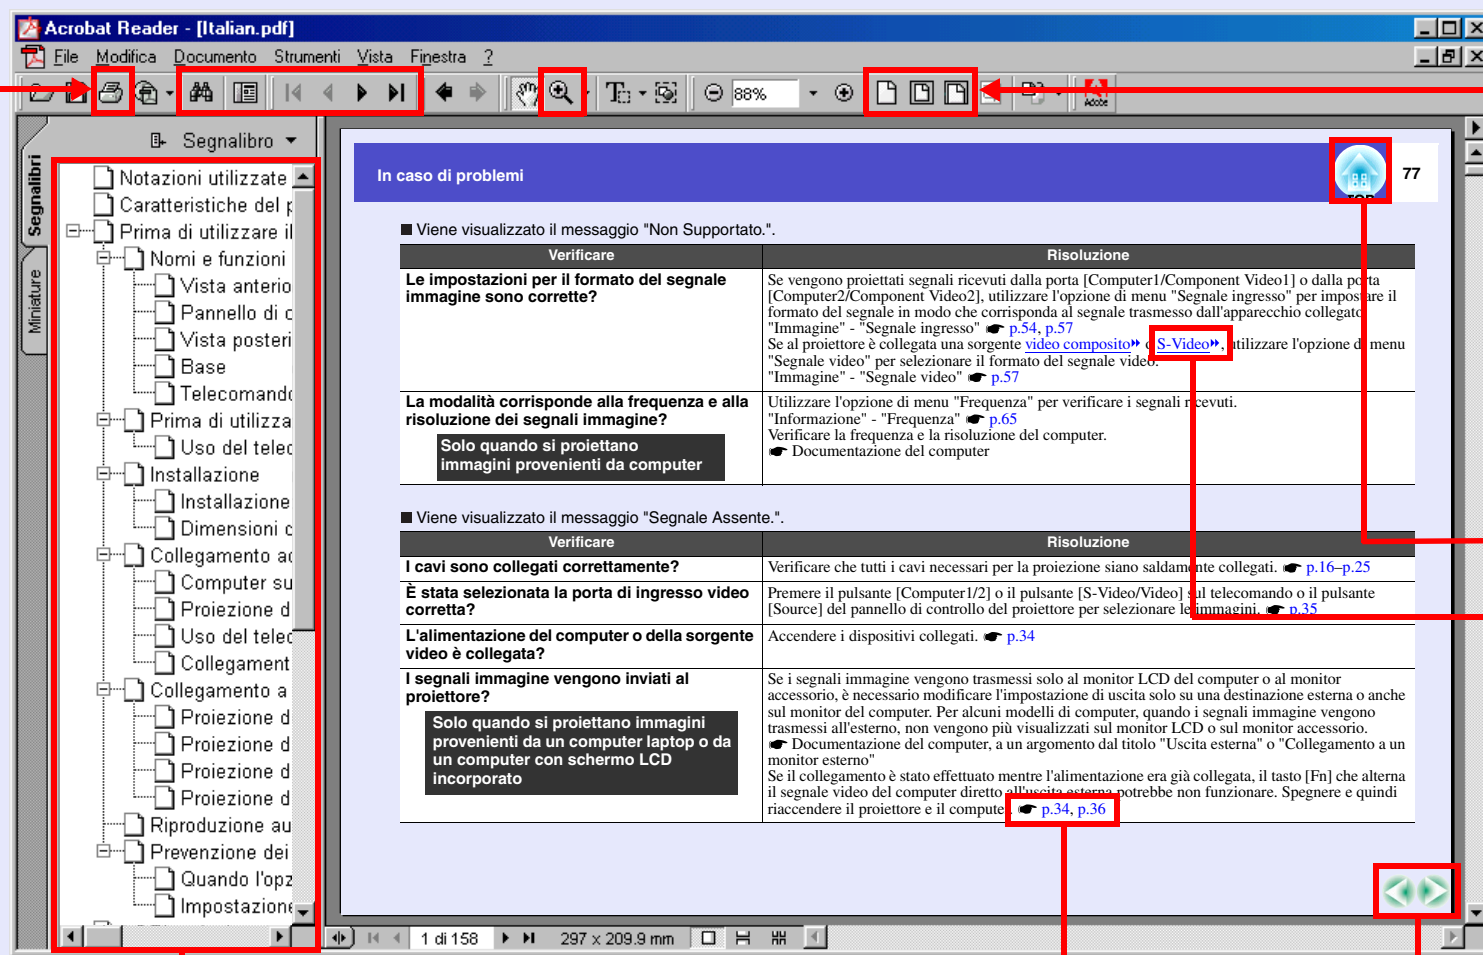 Acrobat Reader - [Italian.pdf]
File Modifica Documento Strumenti Vista Finestra ?
88%
Adobe
Segnalibri
Miniature
Segnalibro
Notazioni utilizzate
Caratteristiche del
Prima di utilizzare il
Nomi e funzioni
Vista anterio
Pannello di c
Vista posteri
Base
Telecomando
Prima di utilizza
Uso del telec
Installazione
Installazione
Dimensioni c
Collegamento ad
Computer su
Proiezione d
Uso del telec
Collegament
Collegamento a
Proiezione d
Proiezione d
Proiezione d
Proiezione d
Riproduzione au
Prevenzione dei
Quando l'opz
Impostazione
In caso di problemi
TOP
77
■ Viene visualizzato il messaggio "Non Supportato.".
Verificare Risoluzione
Le impostazioni per il formato del segnale
immagine sono corrette?
Se vengono proiettati segnali ricevuti dalla porta [Computer1/Component Video1] o dalla porta
[Computer2/Component Video2], utilizzare l'opzione di menu "Segnale ingresso" per impostare il
formato del segnale in modo che corrisponda al segnale trasmesso dall'apparecchio collegato.
"Immagine" - "Segnale ingresso" ☛ p.54, p.57
Se al proiettore è collegata una sorgente video composito▸▸ o S-Video▸▸, utilizzare l'opzione di menu
"Segnale video" per selezionare il formato del segnale video.
"Immagine" - "Segnale video" ☛ p.57
La modalità corrisponde alla frequenza e alla
risoluzione dei segnali immagine?
Solo quando si proiettano
immagini provenienti da computer
Utilizzare l'opzione di menu "Frequenza" per verificare i segnali ricevuti.
"Informazione" - "Frequenza" ☛ p.65
Verificare la frequenza e la risoluzione del computer.
☛ Documentazione del computer
■ Viene visualizzato il messaggio "Segnale Assente.".
Verificare Risoluzione
I cavi sono collegati correttamente?
Verificare che tutti i cavi necessari per la proiezione siano saldamente collegati. ☛ p.16–p.25
È stata selezionata la porta di ingresso video
corretta?
Premere il pulsante [Computer1/2] o il pulsante [S-Video/Video] sul telecomando o il pulsante
[Source] del pannello di controllo del proiettore per selezionare le immagini. ☛ p.35
L'alimentazione del computer o della sorgente
video è collegata?
Accendere i dispositivi collegati. ☛ p.34
I segnali immagine vengono inviati al
proiettore?
Solo quando si proiettano immagini
provenienti da un computer laptop o da
un computer con schermo LCD
incorporato
Se i segnali immagine vengono trasmessi solo al monitor LCD del computer o al monitor
accessorio, è necessario modificare l'impostazione di uscita solo su una destinazione esterna o anche
sul monitor del computer. Per alcuni modelli di computer, quando i segnali immagine vengono
trasmessi all'esterno, non vengono più visualizzati sul monitor LCD o sul monitor accessorio.
☛ Documentazione del computer, a un argomento dal titolo "Uscita esterna" o "Collegamento a un
monitor esterno"
Se il collegamento è stato effettuato mentre l'alimentazione era già collegata, il tasto [Fn] che alterna
il segnale video del computer diretto all'uscita esterna potrebbe non funzionare. Spegnere e quindi
riaccendere il proiettore e il computer. ☛ p.34, p.36
1 di 158 297 x 209.9 mm